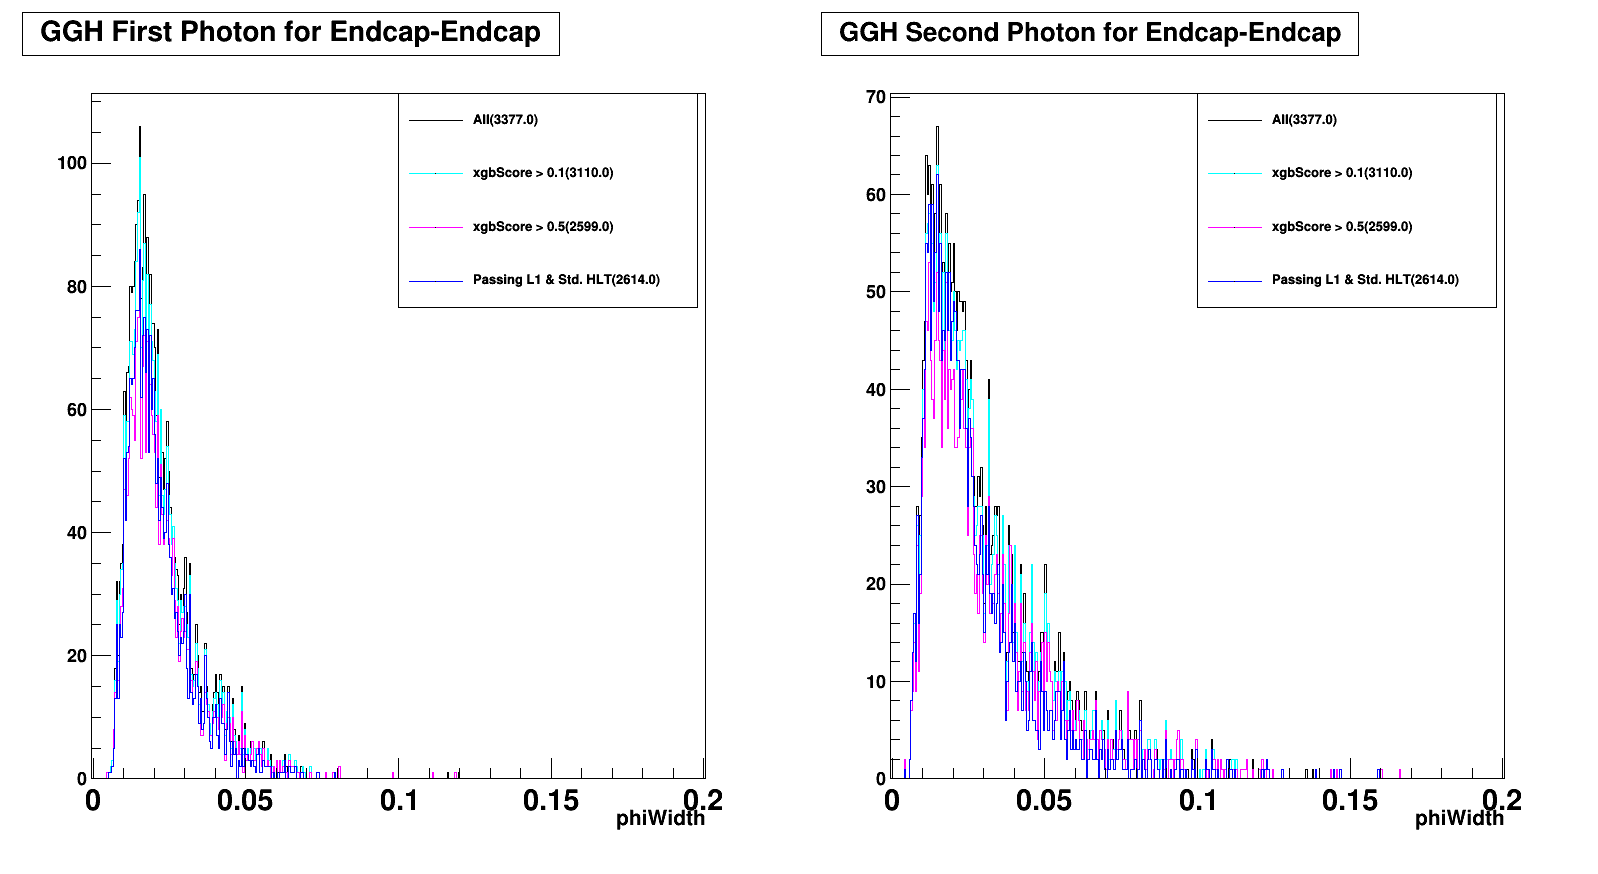 GGH First Photon for Endcap-Endcap
All(3377.0)
xgbScore > 0.1(3110.0)
xgbScore > 0.5(2599.0)
Passing L1 & Std. HLT(2614.0)
100
80
60
40
20
0
0 0.05 0.1 0.15 0.2
phiWidth
GGH Second Photon for Endcap-Endcap
All(3377.0)
xgbScore > 0.1(3110.0)
xgbScore > 0.5(2599.0)
Passing L1 & Std. HLT(2614.0)
70
60
50
40
30
20
10
0
0 0.05 0.1 0.15 0.2
phiWidth